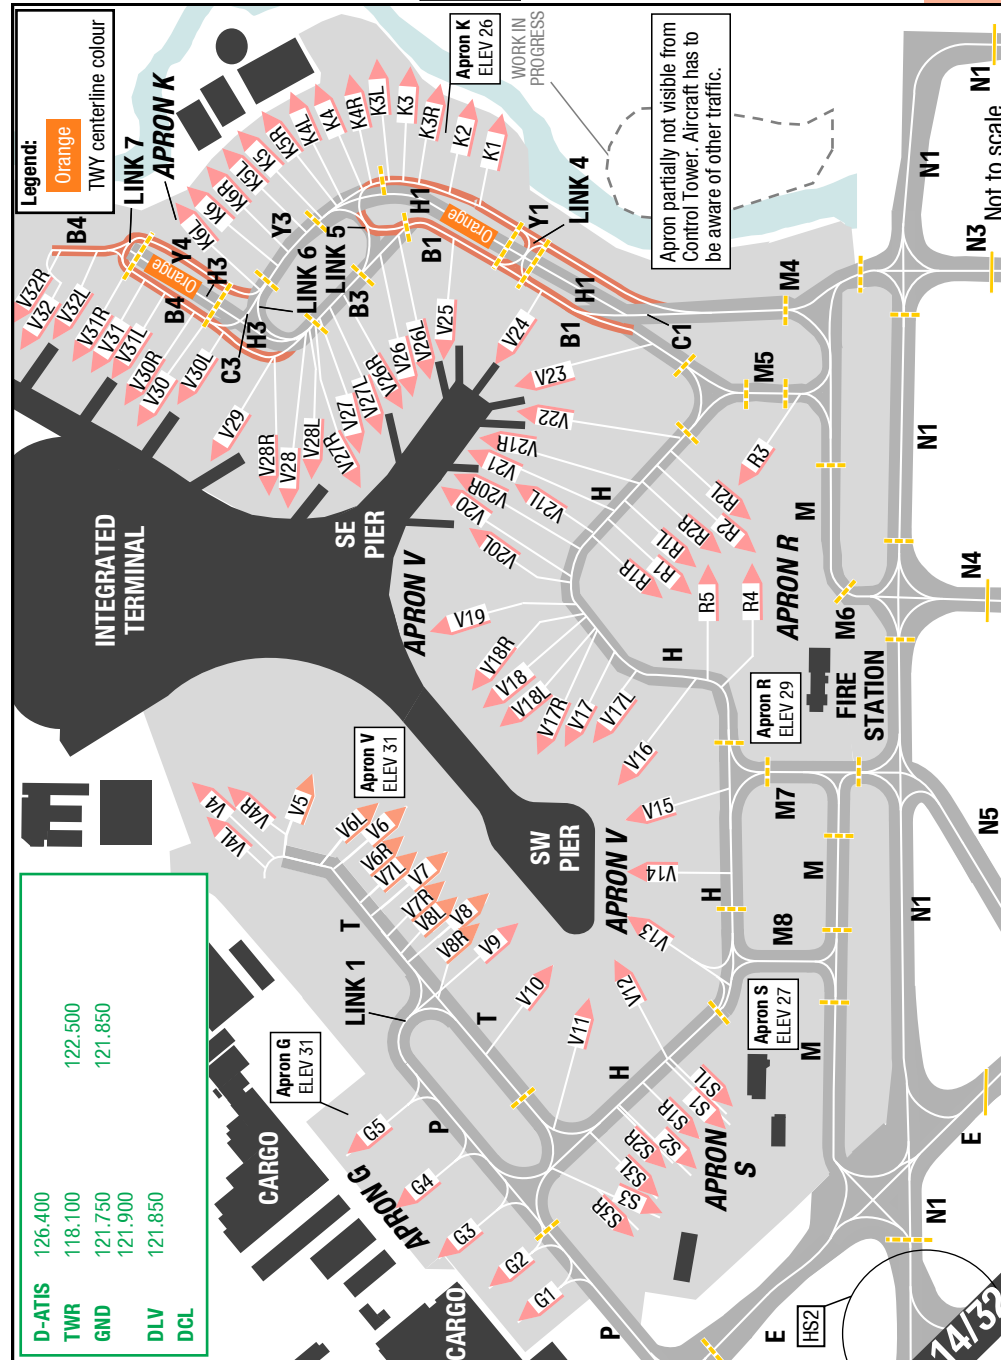 Legend:
Orange
TWY centerline colour
D-ATIS 126.400
TWR 118.100 122.500
GND 121.750 121.850
121.900
DLV 121.850
DCL
Apron K
ELEV 26
WORK IN
PROGRESS
Apron partially not visible from
Control Tower. Aircraft has to
be aware of other traffic.
Not to scale
LINK 7
APRON K
B4
Y4
Orange
B4
H3
LINK 6
LINK 5
Y3
H3
C3
B3
H1
B1
Orange
Y1
LINK 4
H1
B1
C1
K6L
K6
K6R
K5L
K5
K5R
K4L
K4
K4R
K3L
K3
K3R
K2
K1
V32R
V32
V32L
V31R
V31
V31L
V30R
V30
V30L
V29
V28R
V28
V28L
V27R
V27
V27L
V26R
V26
V26L
V25
V24
V23
V22
V21R
V21
V21L
V20R
V20
V20L
V19
V18R
V18
V18L
V17R
V17
V17L
V16
V15
V14
V13
V12
V11
V10
V9
V8R
V8
V8L
V7R
V7
V7L
V6R
V6
V6L
V5
V4R
V4
V4L
INTEGRATED
TERMINAL
SE
PIER
SW
PIER
APRON V
APRON V
Apron V
ELEV 31
M4
M5
M
M6
M7
M8
M
M
H
H
H
H
R3
R2L
R2
R2R
R1L
R1
R1R
R5
R4
APRON R
Apron R
ELEV 29
FIRE
STATION
N1
N1
N1
N1
N1
N3
N4
N5
E
E
Apron S
ELEV 27
S1L
S1
S1R
S2
S2R
S3L
S3
S3R
APRON
S
T
T
LINK 1
P
P
Apron G
ELEV 31
APRON G
G5
G4
G3
G2
G1
CARGO
CARGO
HS2
14/32